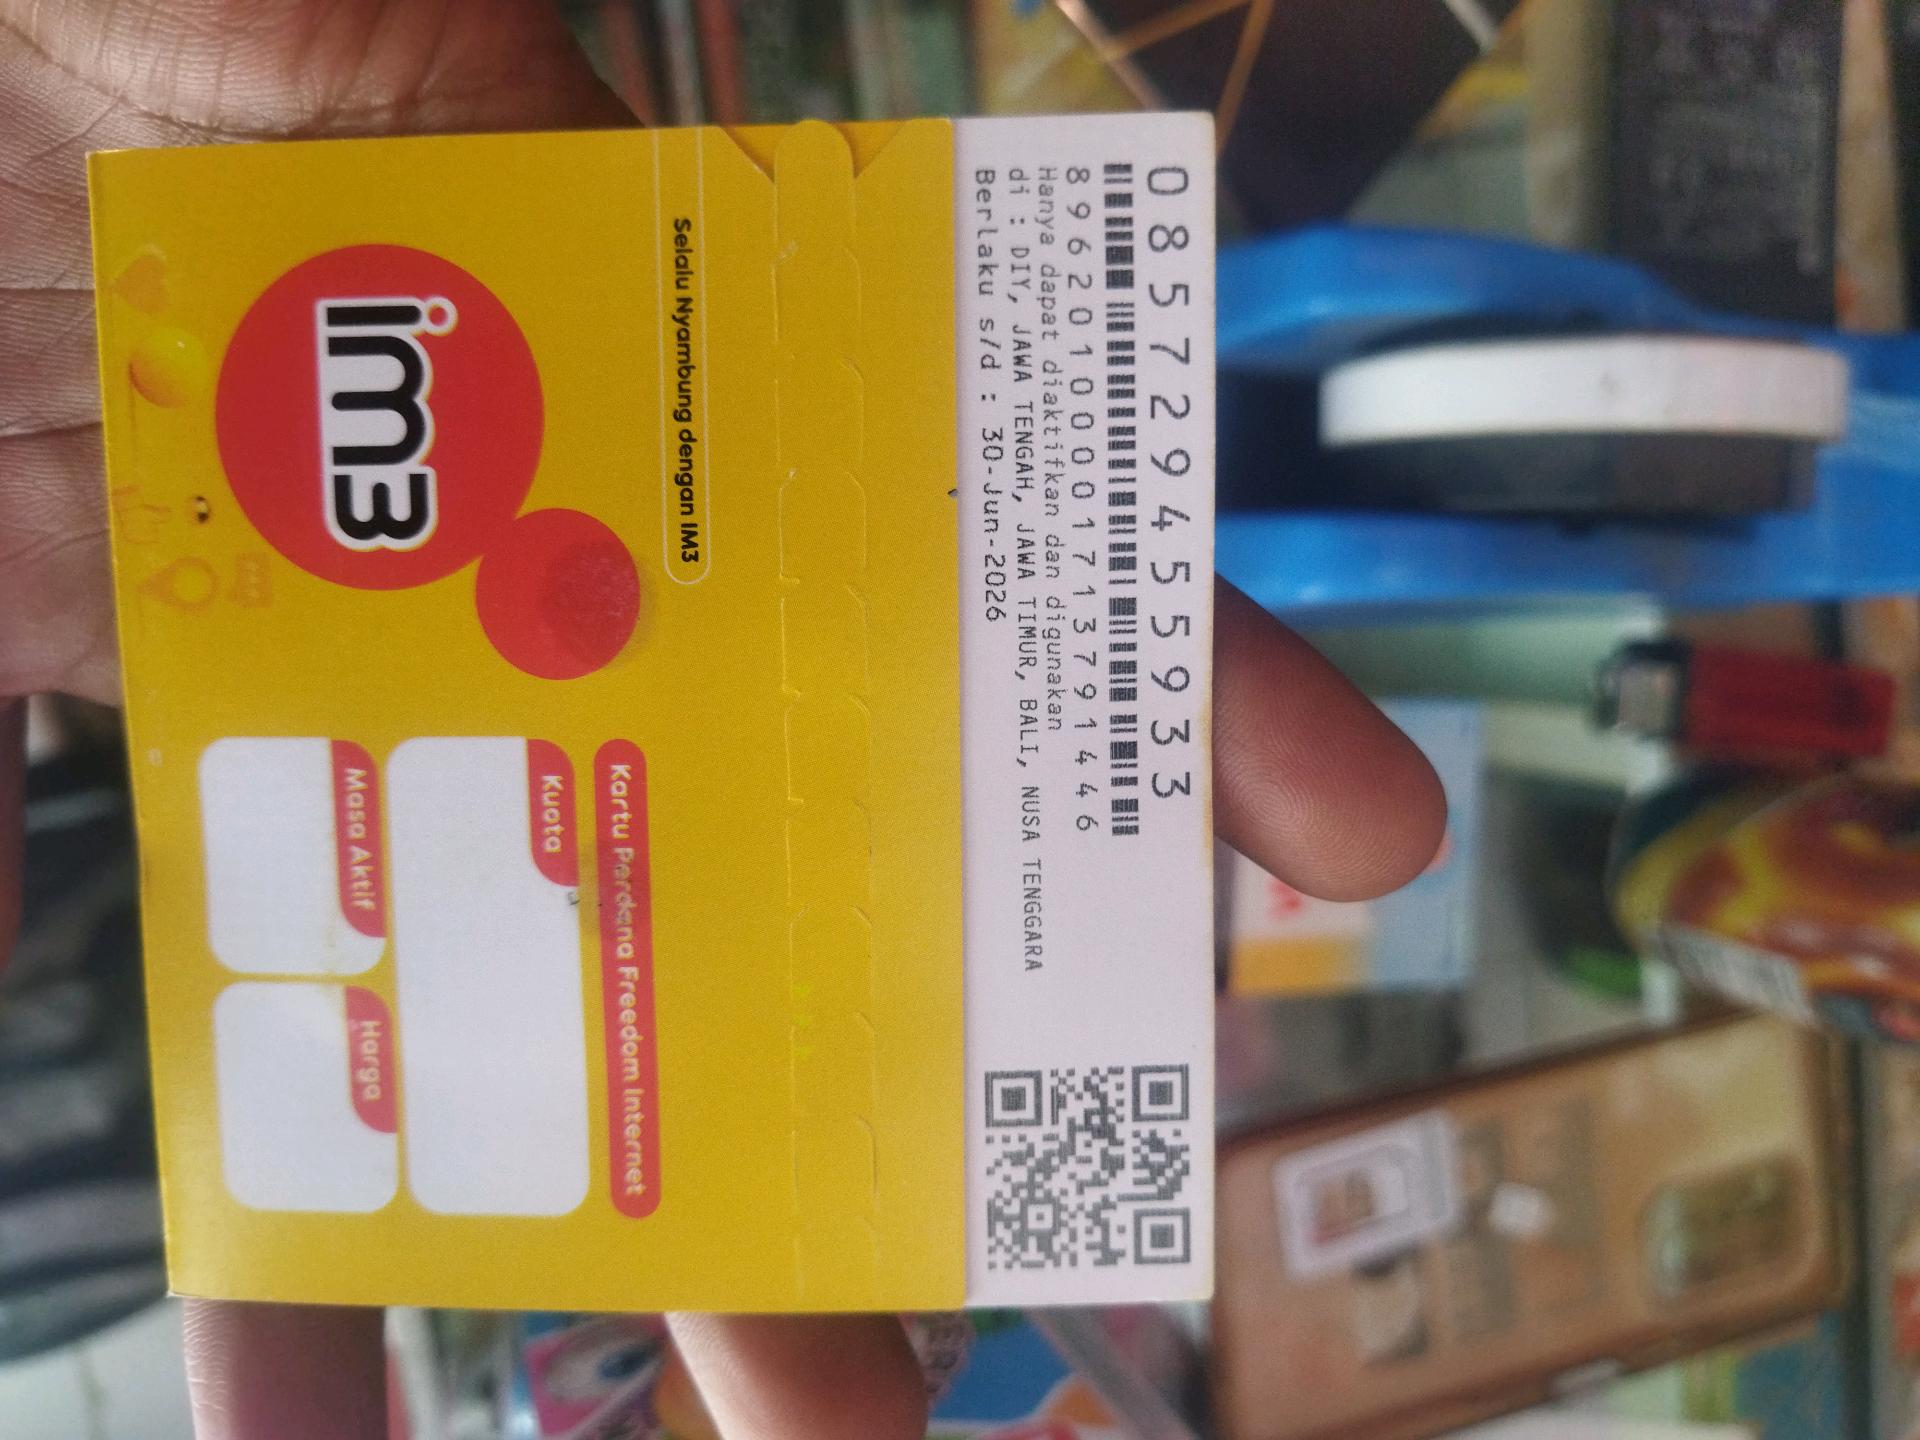 085729455933
8962010000171379144 6
Hanya dapat diaktifkan dan digunakan
di : DIY, JAWA TENGAH, JAWA TIMUR, BALI, NUSA TENGGARA
Berlaku s/d : 30-Jun-2026
Selalu Nyambung dengan IM3
im3
Kartu Perdana Freedom Internet
Kuota
Masa Aktif
Harga